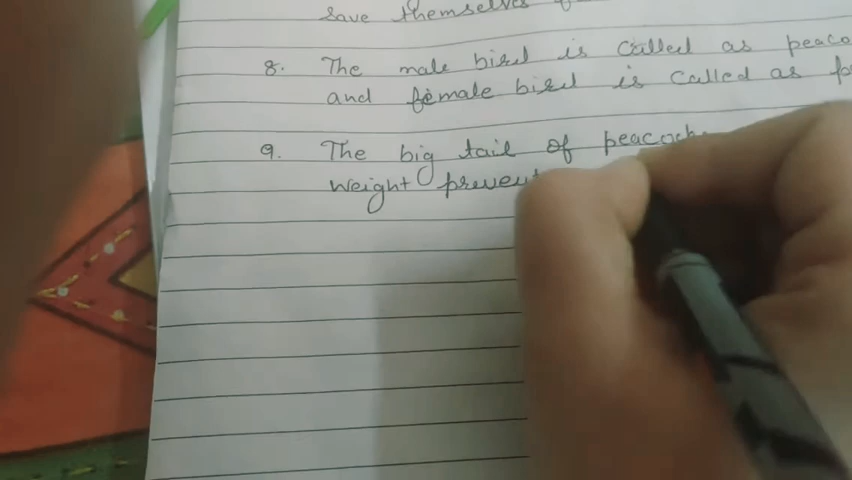 save themselves
8. The male bird is called as
and female bird is called as
9. The big tail of
weight